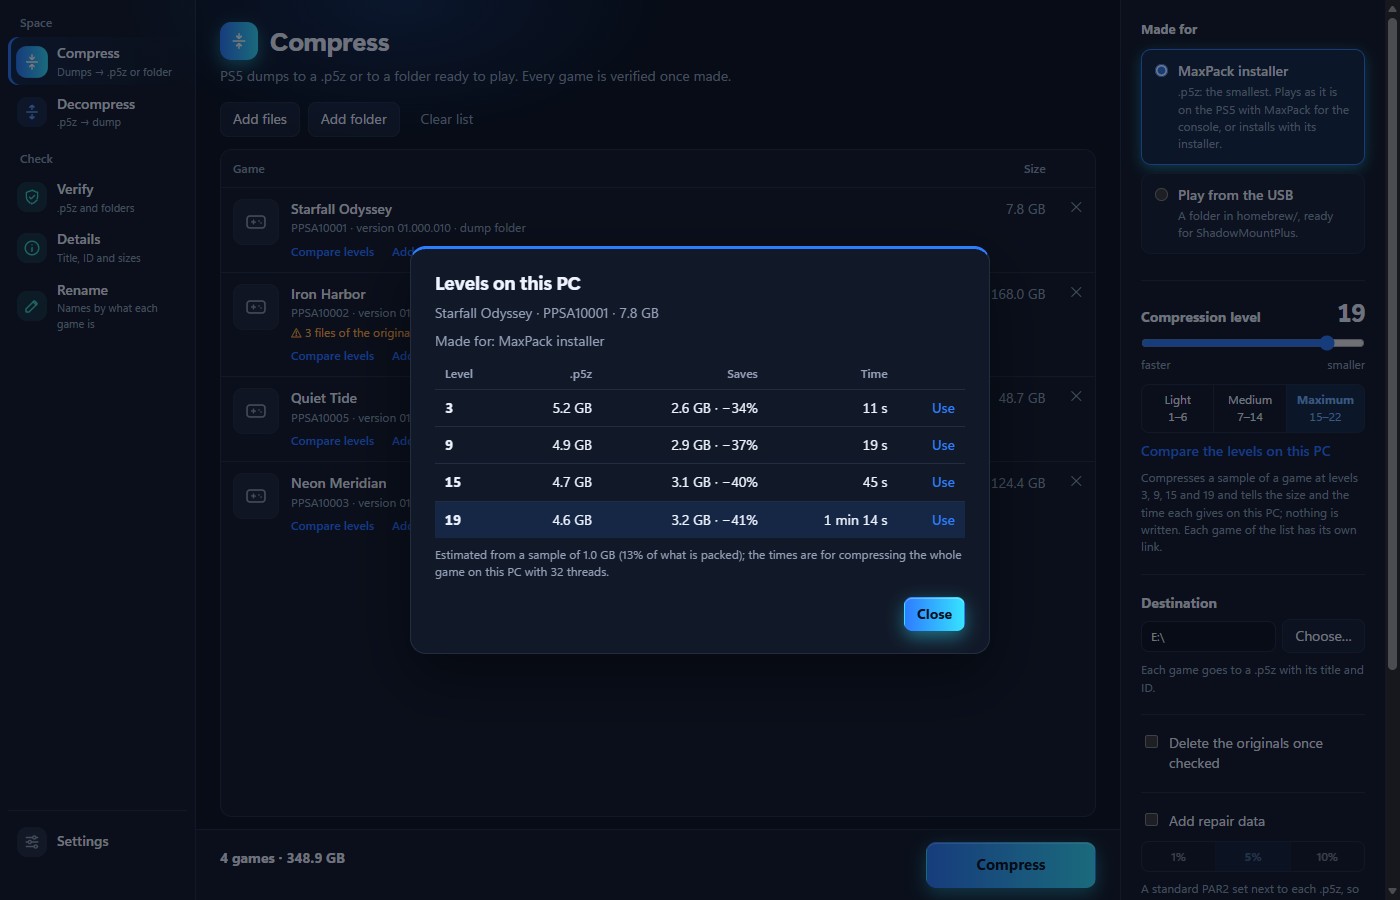 Space
Compress
Dumps → .p5z or folder
Decompress
.p5z → dump
Check
Verify
.p5z and folders
Details
Title, ID and sizes
Rename
Names by what each
game is
Settings
Compress
PS5 dumps to a .p5z or to a folder ready to play. Every game is verified once made.
Add files
Add folder
Clear list
Game Size
Starfall Odyssey 7.8 GB
PPSA10001 · version 01.000.010 · dump folder
Compare levels
Iron Harbor 168.0 GB
PPSA10002 · version
⚠ 3 files of the
Compare levels
Quiet Tide 48.7 GB
PPSA10005 · version
Compare levels
Neon Meridian 124.4 GB
PPSA10003 · version
Compare levels
Levels on this PC
Starfall Odyssey · PPSA10001 · 7.8 GB
Made for: MaxPack installer
Level .p5z Saves Time
3 5.2 GB 2.6 GB · −34% 11 s Use
9 4.9 GB 2.9 GB · −37% 19 s Use
15 4.7 GB 3.1 GB · −40% 45 s Use
19 4.6 GB 3.2 GB · −41% 1 min 14 s Use
Estimated from a sample of 1.0 GB (13% of what is packed); the times are for compressing the whole
game on this PC with 32 threads.
Close
4 games · 348.9 GB
Compress
Made for
MaxPack installer
.p5z: the smallest. Plays as it is
on the PS5 with MaxPack for the
console, or installs with its
installer.
Play from the USB
A folder in homebrew/, ready
for ShadowMountPlus.
Compression level 19
faster smaller
Light Medium Maximum
1–6 7–14 15–22
Compare the levels on this PC
Compresses a sample of a game at levels
3, 9, 15 and 19 and tells the size and the
time each gives on this PC; nothing is
written. Each game of the list has its own
link.
Destination
E:\ Choose...
Each game goes to a .p5z with its title and
ID.
Delete the originals once
checked
Add repair data
1% 5% 10%
A standard PAR2 set next to each .p5z, so